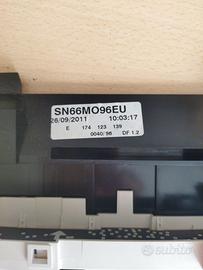 SN66MO96EU
26/09/2011 10:03:17
E 174 123 139
0040/96 DF 1.2
subito